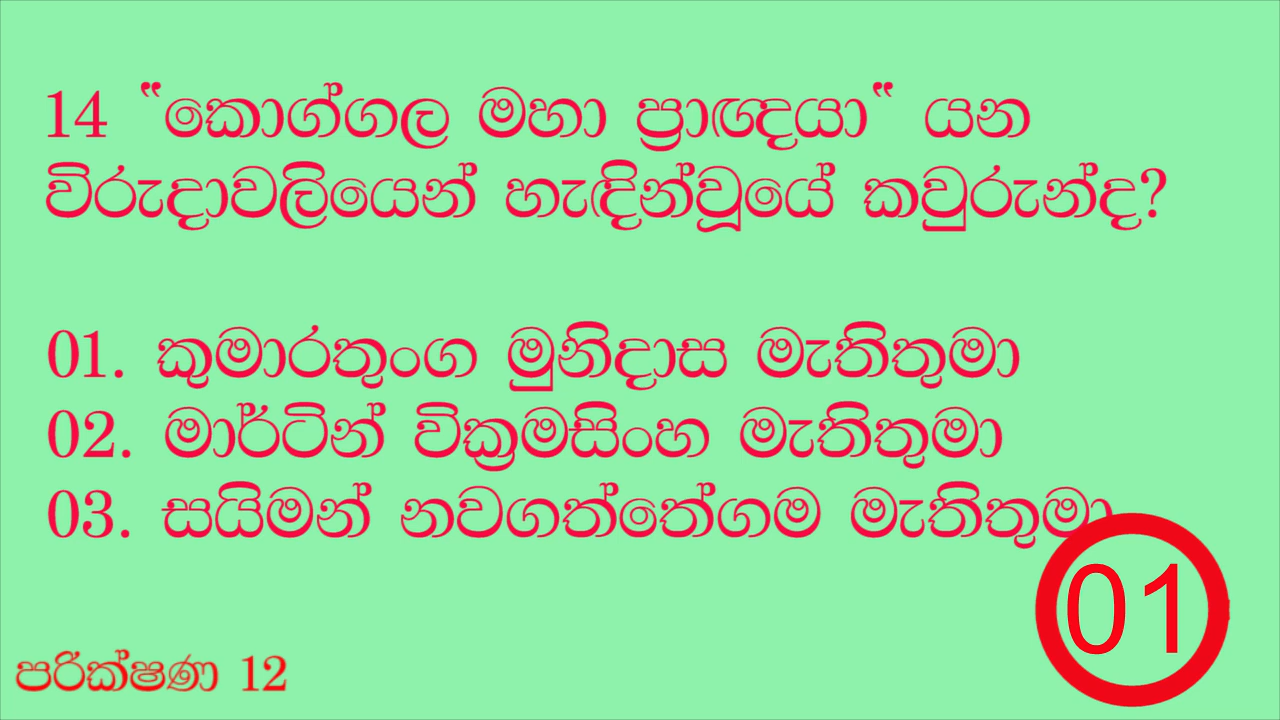 14 "කොග්ගල මහා ප්‍රාඥයා" යන
විරුදාවලියෙන් හැඳින්වූයේ කවුරුන්ද?
01. කුමාරතුංග මුනිදාස මැතිතුමා
02. මාර්ටින් වික්‍රමසිංහ මැතිතුමා
03. සයිමන් නවගත්තේගම මැතිතුමා
01
පරික්ෂණ 12